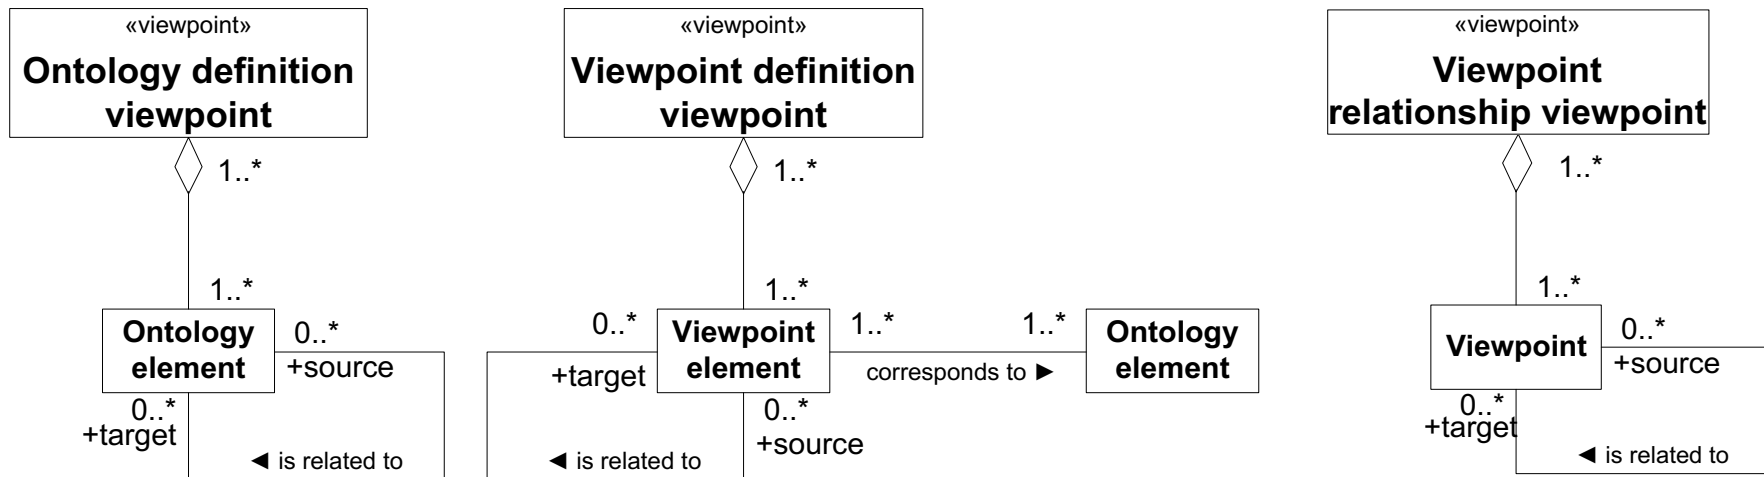 «viewpoint»
Ontology definition
viewpoint
1..*
1..*
Ontology
element
0..*
+source
0..*
+target
◄ is related to
«viewpoint»
Viewpoint definition
viewpoint
1..*
1..*
0..*
+target
Viewpoint
element
1..*
1..*
corresponds to ►
Ontology
element
0..*
+source
◄ is related to
«viewpoint»
Viewpoint
relationship viewpoint
1..*
1..*
Viewpoint
0..*
+source
0..*
+target
◄ is related to